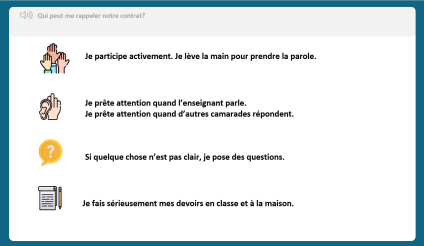 Qui peut me rappeler notre contrat?
Je participe activement. Je lève la main pour prendre la parole.
Je prête attention quand l'enseignant parle.
Je prête attention quand d'autres camarades répondent.
Si quelque chose n'est pas clair, je pose des questions.
Je fais sérieusement mes devoirs en classe et à la maison.